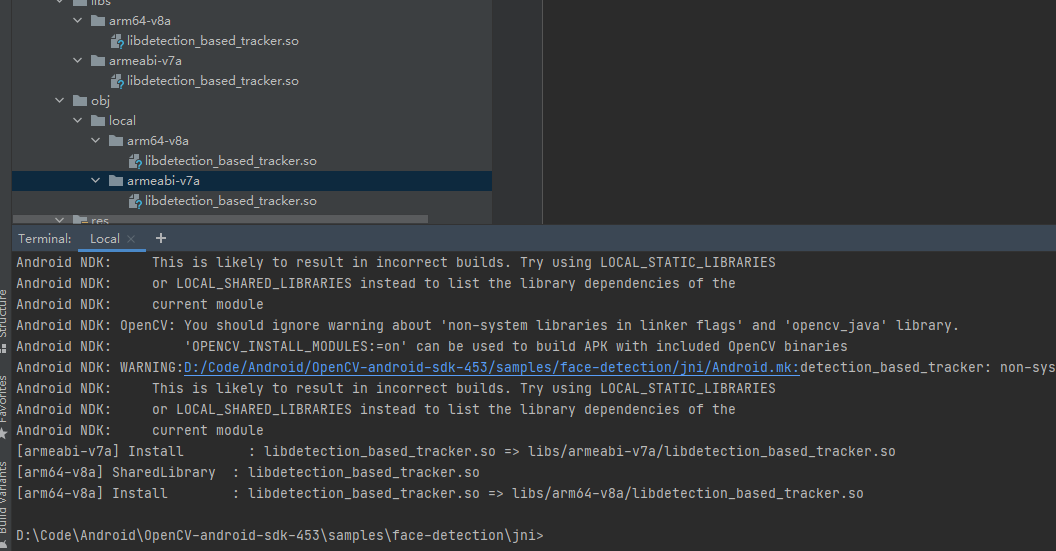 libs
arm64-v8a
libdetection_based_tracker.so
armeabi-v7a
libdetection_based_tracker.so
obj
local
arm64-v8a
libdetection_based_tracker.so
armeabi-v7a
libdetection_based_tracker.so
res
Terminal: Local × +
Android NDK:     This is likely to result in incorrect builds. Try using LOCAL_STATIC_LIBRARIES
Android NDK:     or LOCAL_SHARED_LIBRARIES instead to list the library dependencies of the
Android NDK:     current module
Android NDK: OpenCV: You should ignore warning about 'non-system libraries in linker flags' and 'opencv_java' library.
Android NDK:         'OPENCV_INSTALL_MODULES:=on' can be used to build APK with included OpenCV binaries
Android NDK: WARNING:D:/Code/Android/OpenCV-android-sdk-453/samples/face-detection/jni/Android.mk:detection_based_tracker: non-sys
Android NDK:     This is likely to result in incorrect builds. Try using LOCAL_STATIC_LIBRARIES
Android NDK:     or LOCAL_SHARED_LIBRARIES instead to list the library dependencies of the
Android NDK:     current module
[armeabi-v7a] Install        : libdetection_based_tracker.so => libs/armeabi-v7a/libdetection_based_tracker.so
[arm64-v8a] SharedLibrary  : libdetection_based_tracker.so
[arm64-v8a] Install        : libdetection_based_tracker.so => libs/arm64-v8a/libdetection_based_tracker.so
D:\Code\Android\OpenCV-android-sdk-453\samples\face-detection\jni>
Structure
Favorites
Build Variants